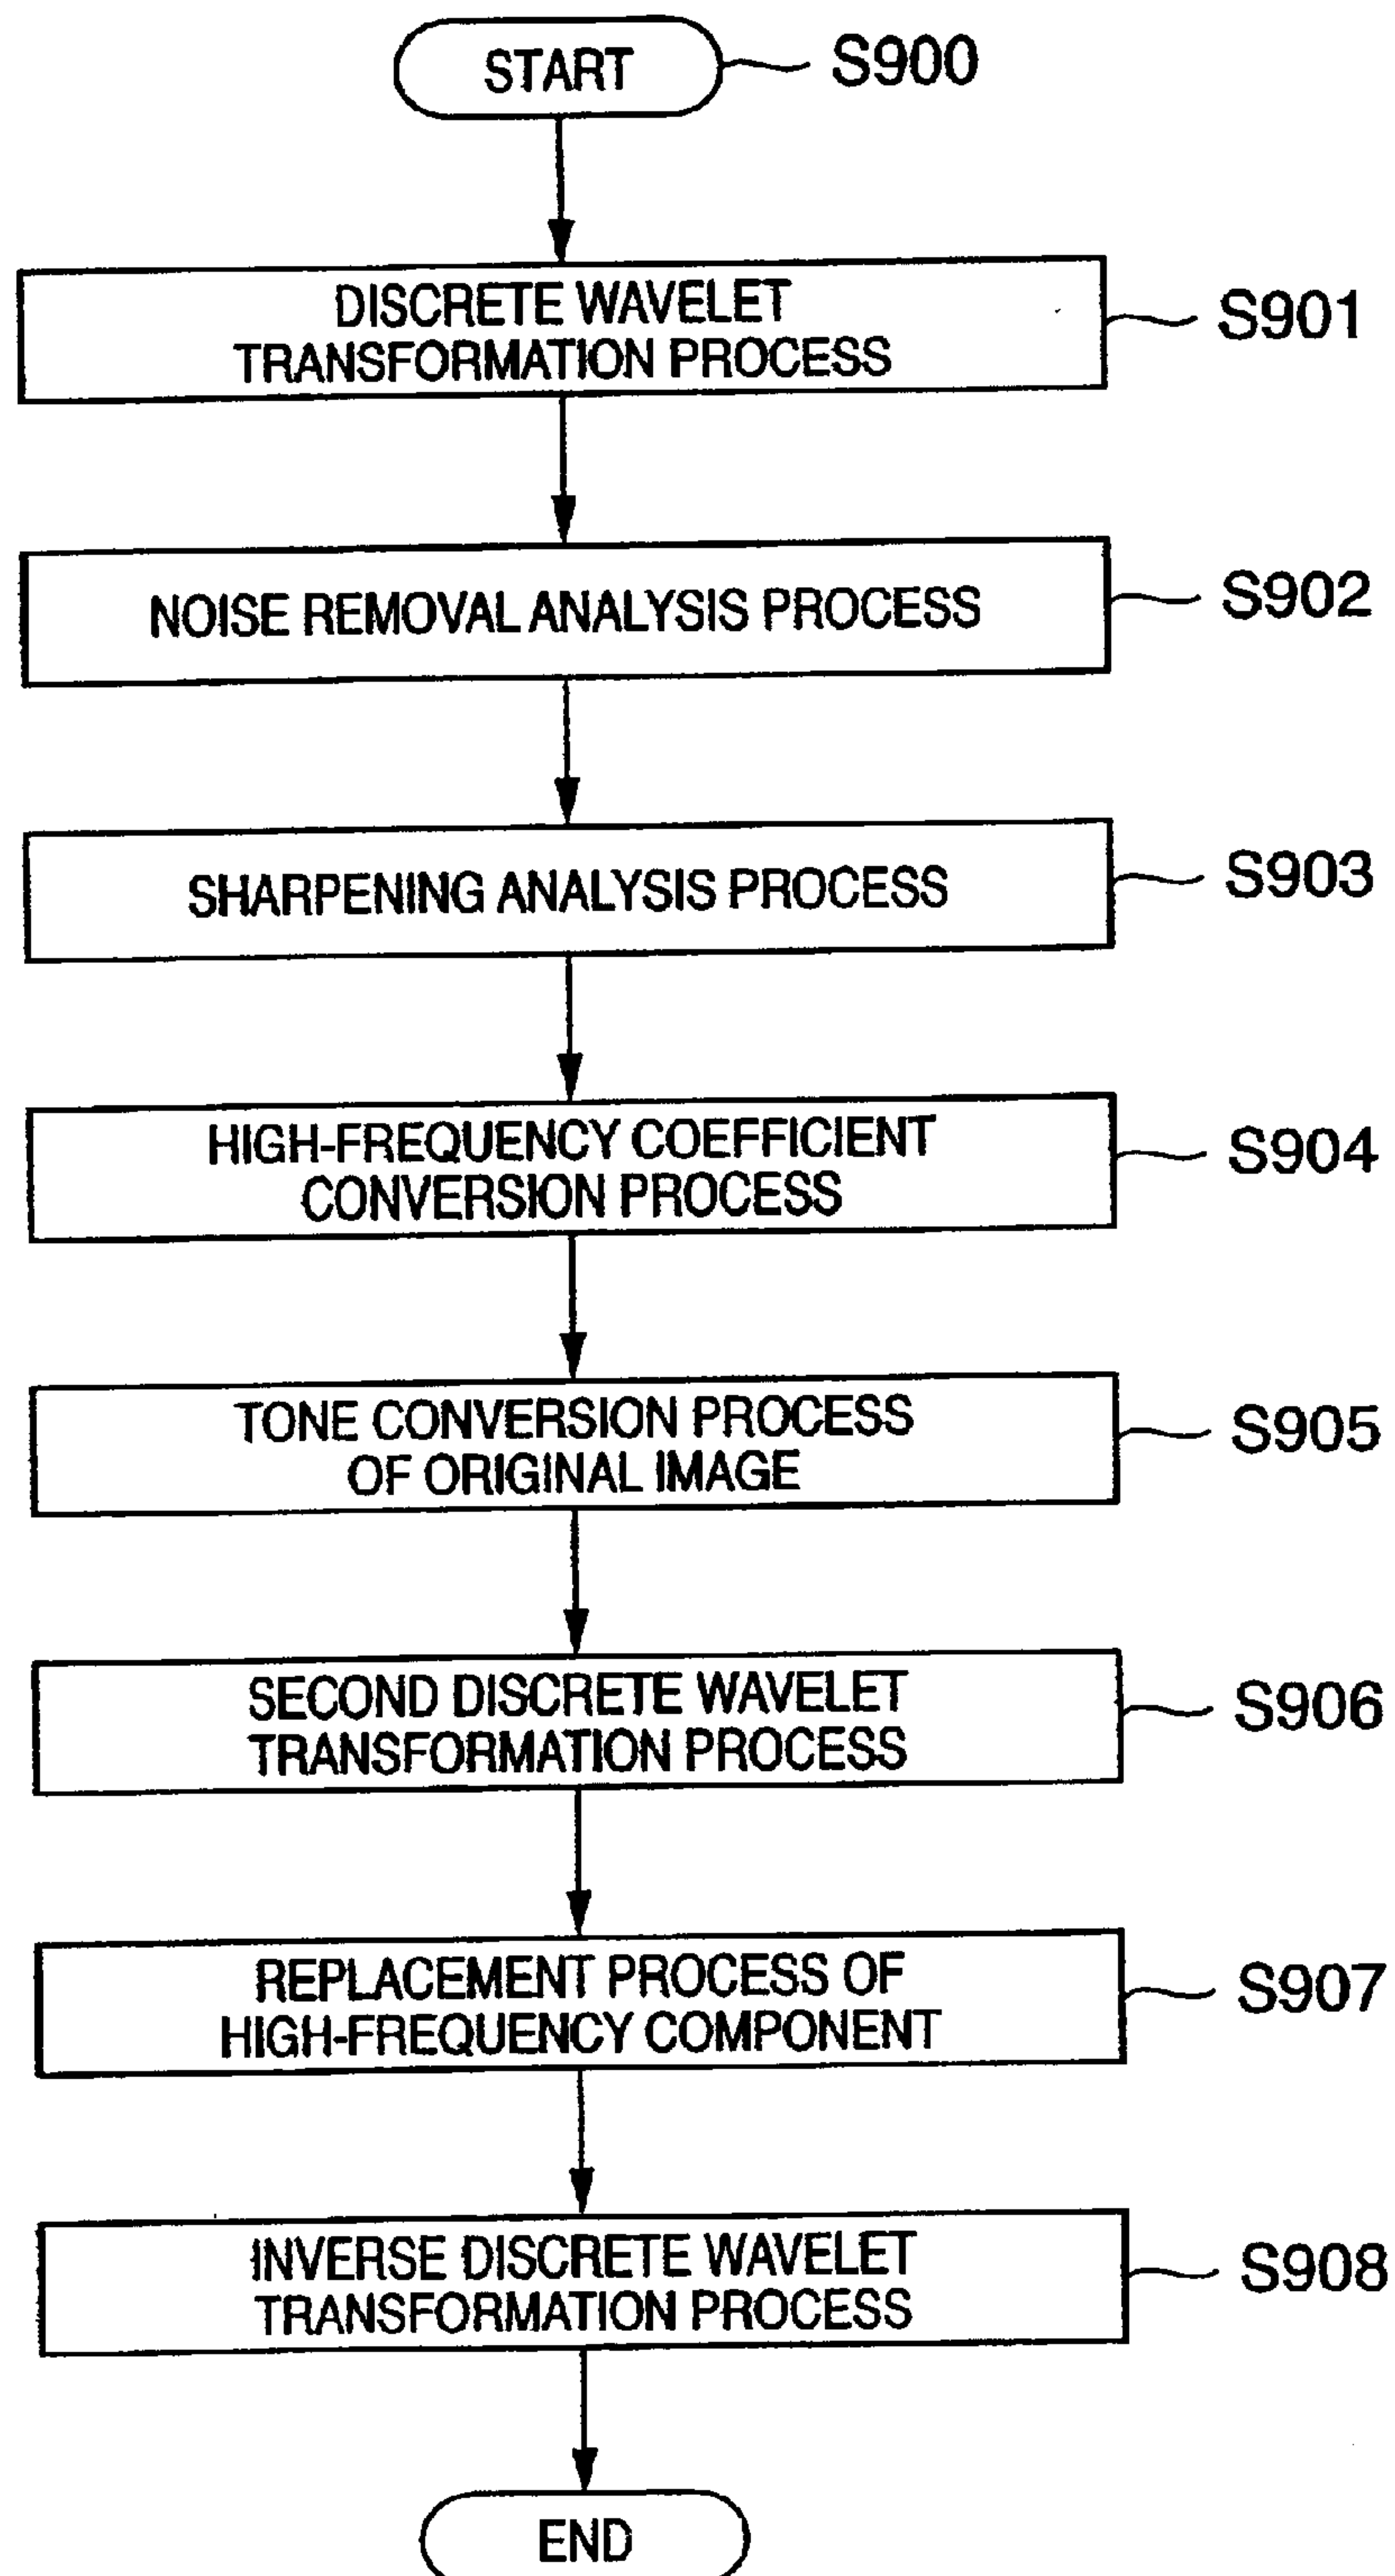 START
S900
DISCRETE WAVELET
TRANSFORMATION PROCESS
S901
NOISE REMOVAL ANALYSIS PROCESS
S902
SHARPENING ANALYSIS PROCESS
S903
HIGH-FREQUENCY COEFFICIENT
CONVERSION PROCESS
S904
TONE CONVERSION PROCESS
OF ORIGINAL IMAGE
S905
SECOND DISCRETE WAVELET
TRANSFORMATION PROCESS
S906
REPLACEMENT PROCESS OF
HIGH-FREQUENCY COMPONENT
S907
INVERSE DISCRETE WAVELET
TRANSFORMATION PROCESS
S908
END